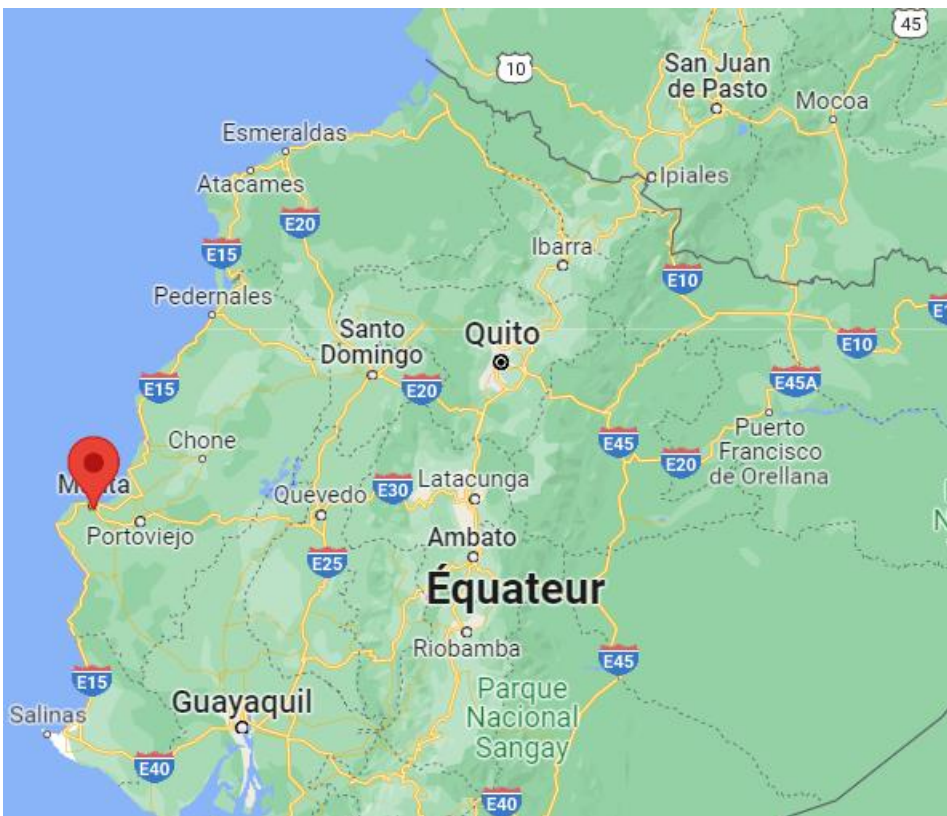 45
10
San Juan
de Pasto
Mocoa
Esmeraldas
Ipiales
Atacames
E20
E15
Ibarra
E10
Pedernales
Santo
Domingo
Quito
E10
E15
E20
E45A
Chone
E45
Puerto
Francisco
de Orellana
E20
Quevedo
E30
Latacunga
Portoviejo
Ambato
E25
Équateur
Riobamba
E45
E15
Parque
Nacional
Sangay
Guayaquil
Salinas
E40
E40